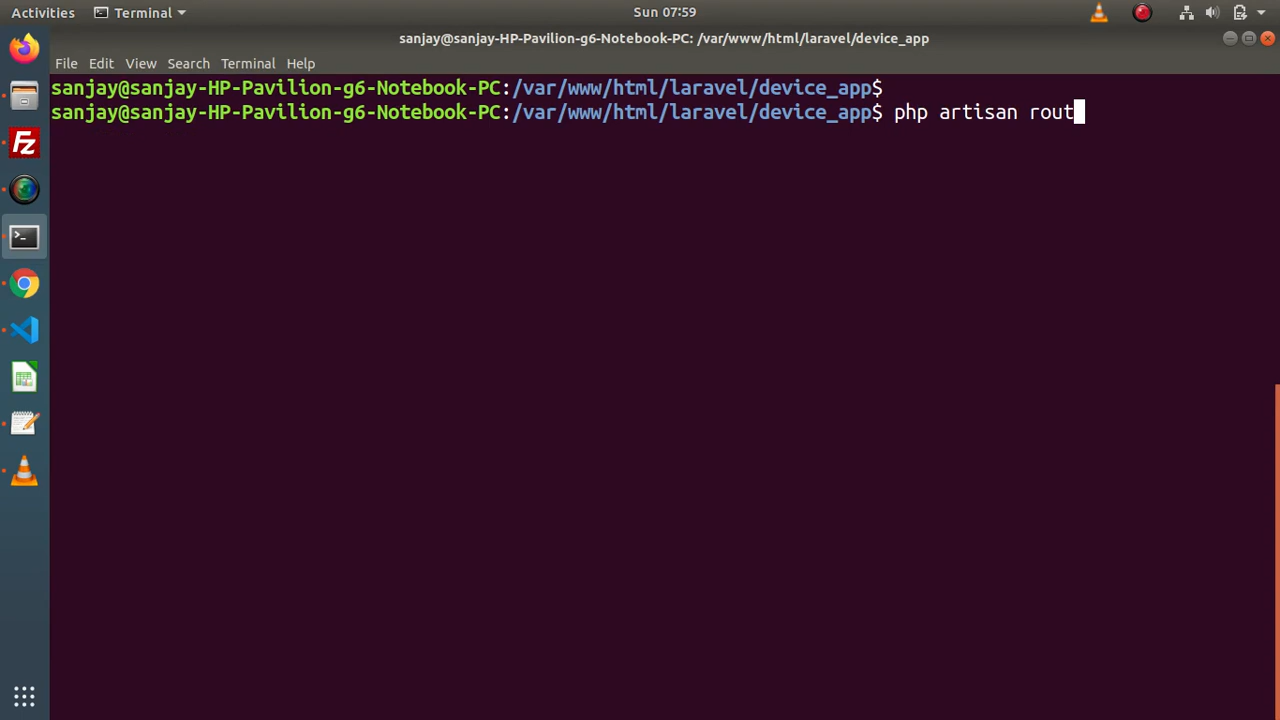 Activities Terminal Sun 07:59
sanjay@sanjay-HP-Pavilion-g6-Notebook-PC: /var/www/html/laravel/device_app
File Edit View Search Terminal Help
sanjay@sanjay-HP-Pavilion-g6-Notebook-PC:/var/www/html/laravel/device_app$
sanjay@sanjay-HP-Pavilion-g6-Notebook-PC:/var/www/html/laravel/device_app$ php artisan rout
Fz